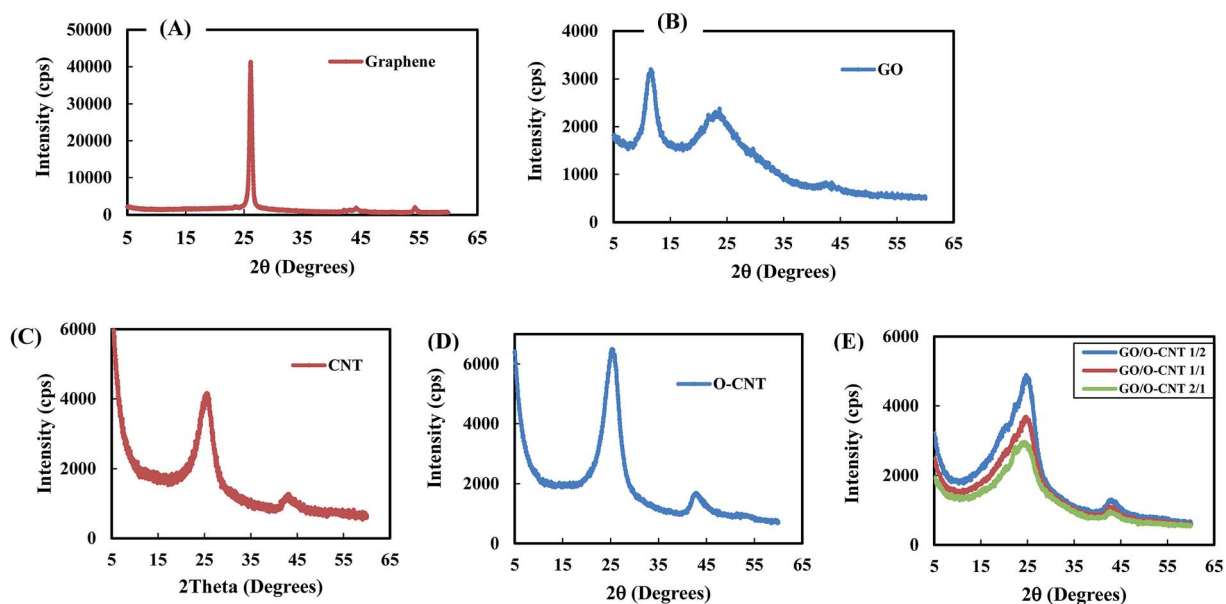 (A)
Intensity (cps)
50000
40000
30000
20000
10000
0
Graphene
5 15 25 35 45 55 65
2θ (Degrees)
(B)
Intensity (cps)
4000
3000
2000
1000
0
GO
5 15 25 35 45 55 65
2θ (Degrees)
(C)
Intensity (cps)
6000
4000
2000
0
CNT
5 15 25 35 45 55 65
2Theta (Degrees)
(D)
Intensity (cps)
6000
4000
2000
0
O-CNT
5 15 25 35 45 55 65
2θ (Degrees)
(E)
Intensity (cps)
6000
4000
2000
0
GO/O-CNT 1/2
GO/O-CNT 1/1
GO/O-CNT 2/1
5 15 25 35 45 55 65
2θ (Degrees)